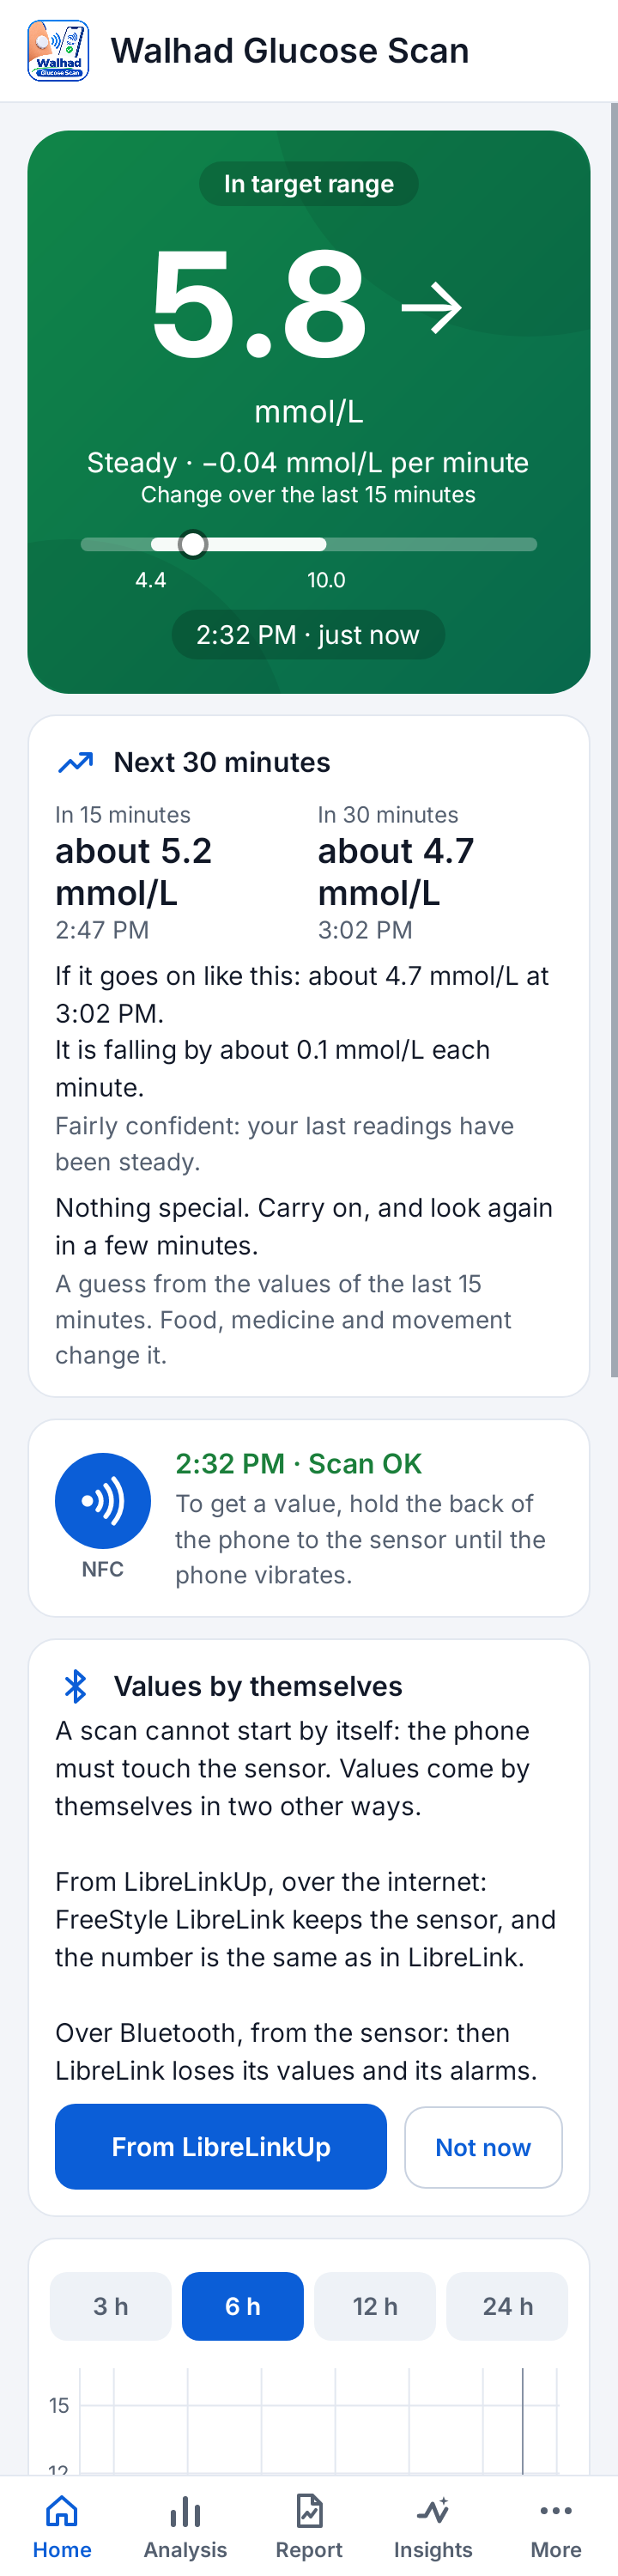 Walhad
Glucose Scan
Walhad Glucose Scan
In target range
5.8 →
mmol/L
Steady · −0.04 mmol/L per minute
Change over the last 15 minutes
4.4 10.0
2:32 PM · just now
Next 30 minutes
In 15 minutes In 30 minutes
about 5.2 about 4.7
mmol/L mmol/L
2:47 PM 3:02 PM
If it goes on like this: about 4.7 mmol/L at
3:02 PM.
It is falling by about 0.1 mmol/L each
minute.
Fairly confident: your last readings have
been steady.
Nothing special. Carry on, and look again
in a few minutes.
A guess from the values of the last 15
minutes. Food, medicine and movement
change it.
2:32 PM · Scan OK
To get a value, hold the back of
the phone to the sensor until the
phone vibrates.
NFC
Values by themselves
A scan cannot start by itself: the phone
must touch the sensor. Values come by
themselves in two other ways.
From LibreLinkUp, over the internet:
FreeStyle LibreLink keeps the sensor, and
the number is the same as in LibreLink.
Over Bluetooth, from the sensor: then
LibreLink loses its values and its alarms.
From LibreLinkUp Not now
3 h 6 h 12 h 24 h
15
12
Home Analysis Report Insights More